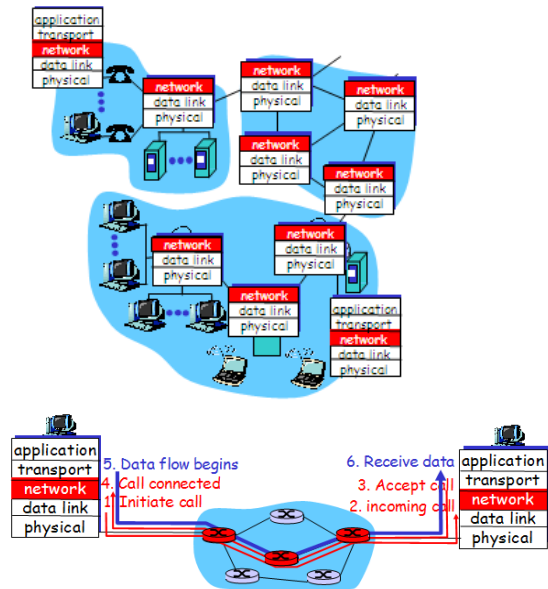 application
transport
network
data link
physical
network
data link
physical
network
data link
physical
network
data link
physical
network
data link
physical
network
data link
physical
network
data link
physical
network
data link
physical
network
data link
physical
application
transport
network
data link
physical
application
transport
network
data link
physical
5. Data flow begins
4. Call connected
1. Initiate call
6. Receive data
3. Accept call
2. incoming call
application
transport
network
data link
physical